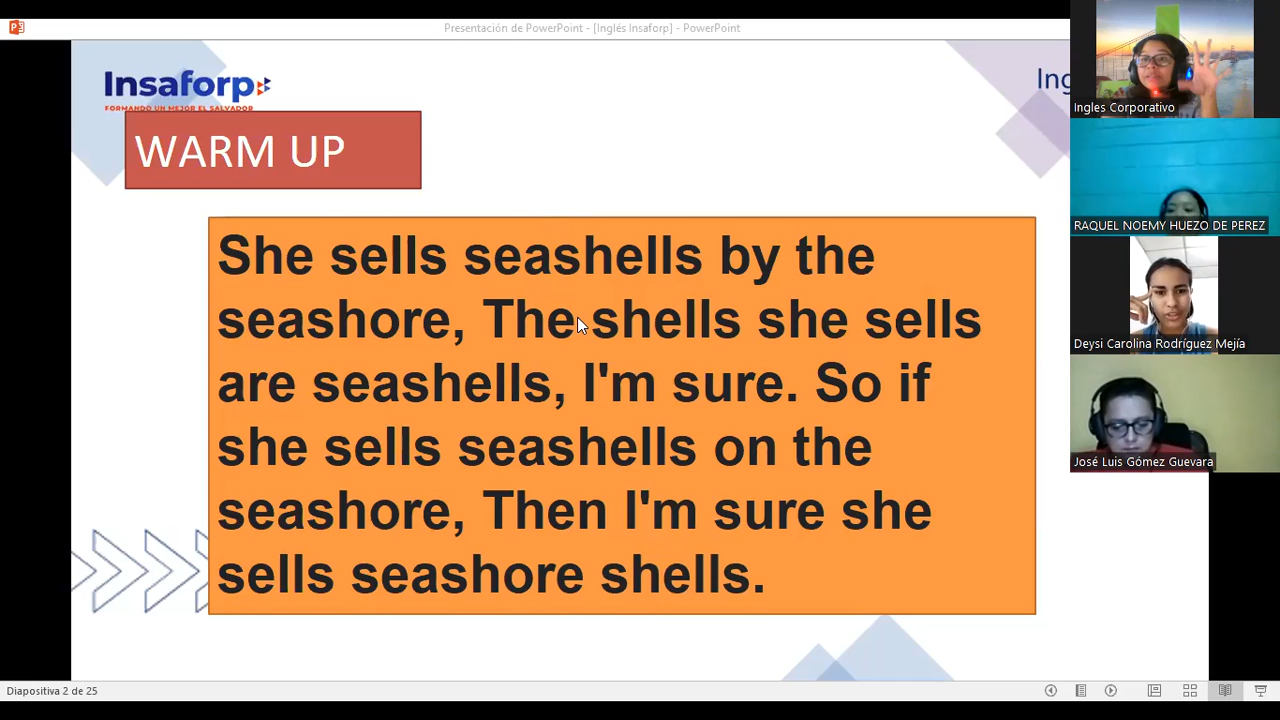 Presentación de PowerPoint - [Inglés Insaforp] - PowerPoint
Insaforp
FORMANDO UN MEJOR EL SALVADOR
WARM UP
She sells seashells by the
seashore, The shells she sells
are seashells, I'm sure. So if
she sells seashells on the
seashore, Then I'm sure she
sells seashore shells.
Ingles Corporativo
RAQUEL NOEMY HUEZO DE PEREZ
Deysi Carolina Rodríguez Mejía
José Luis Gómez Guevara
Diapositiva 2 de 25